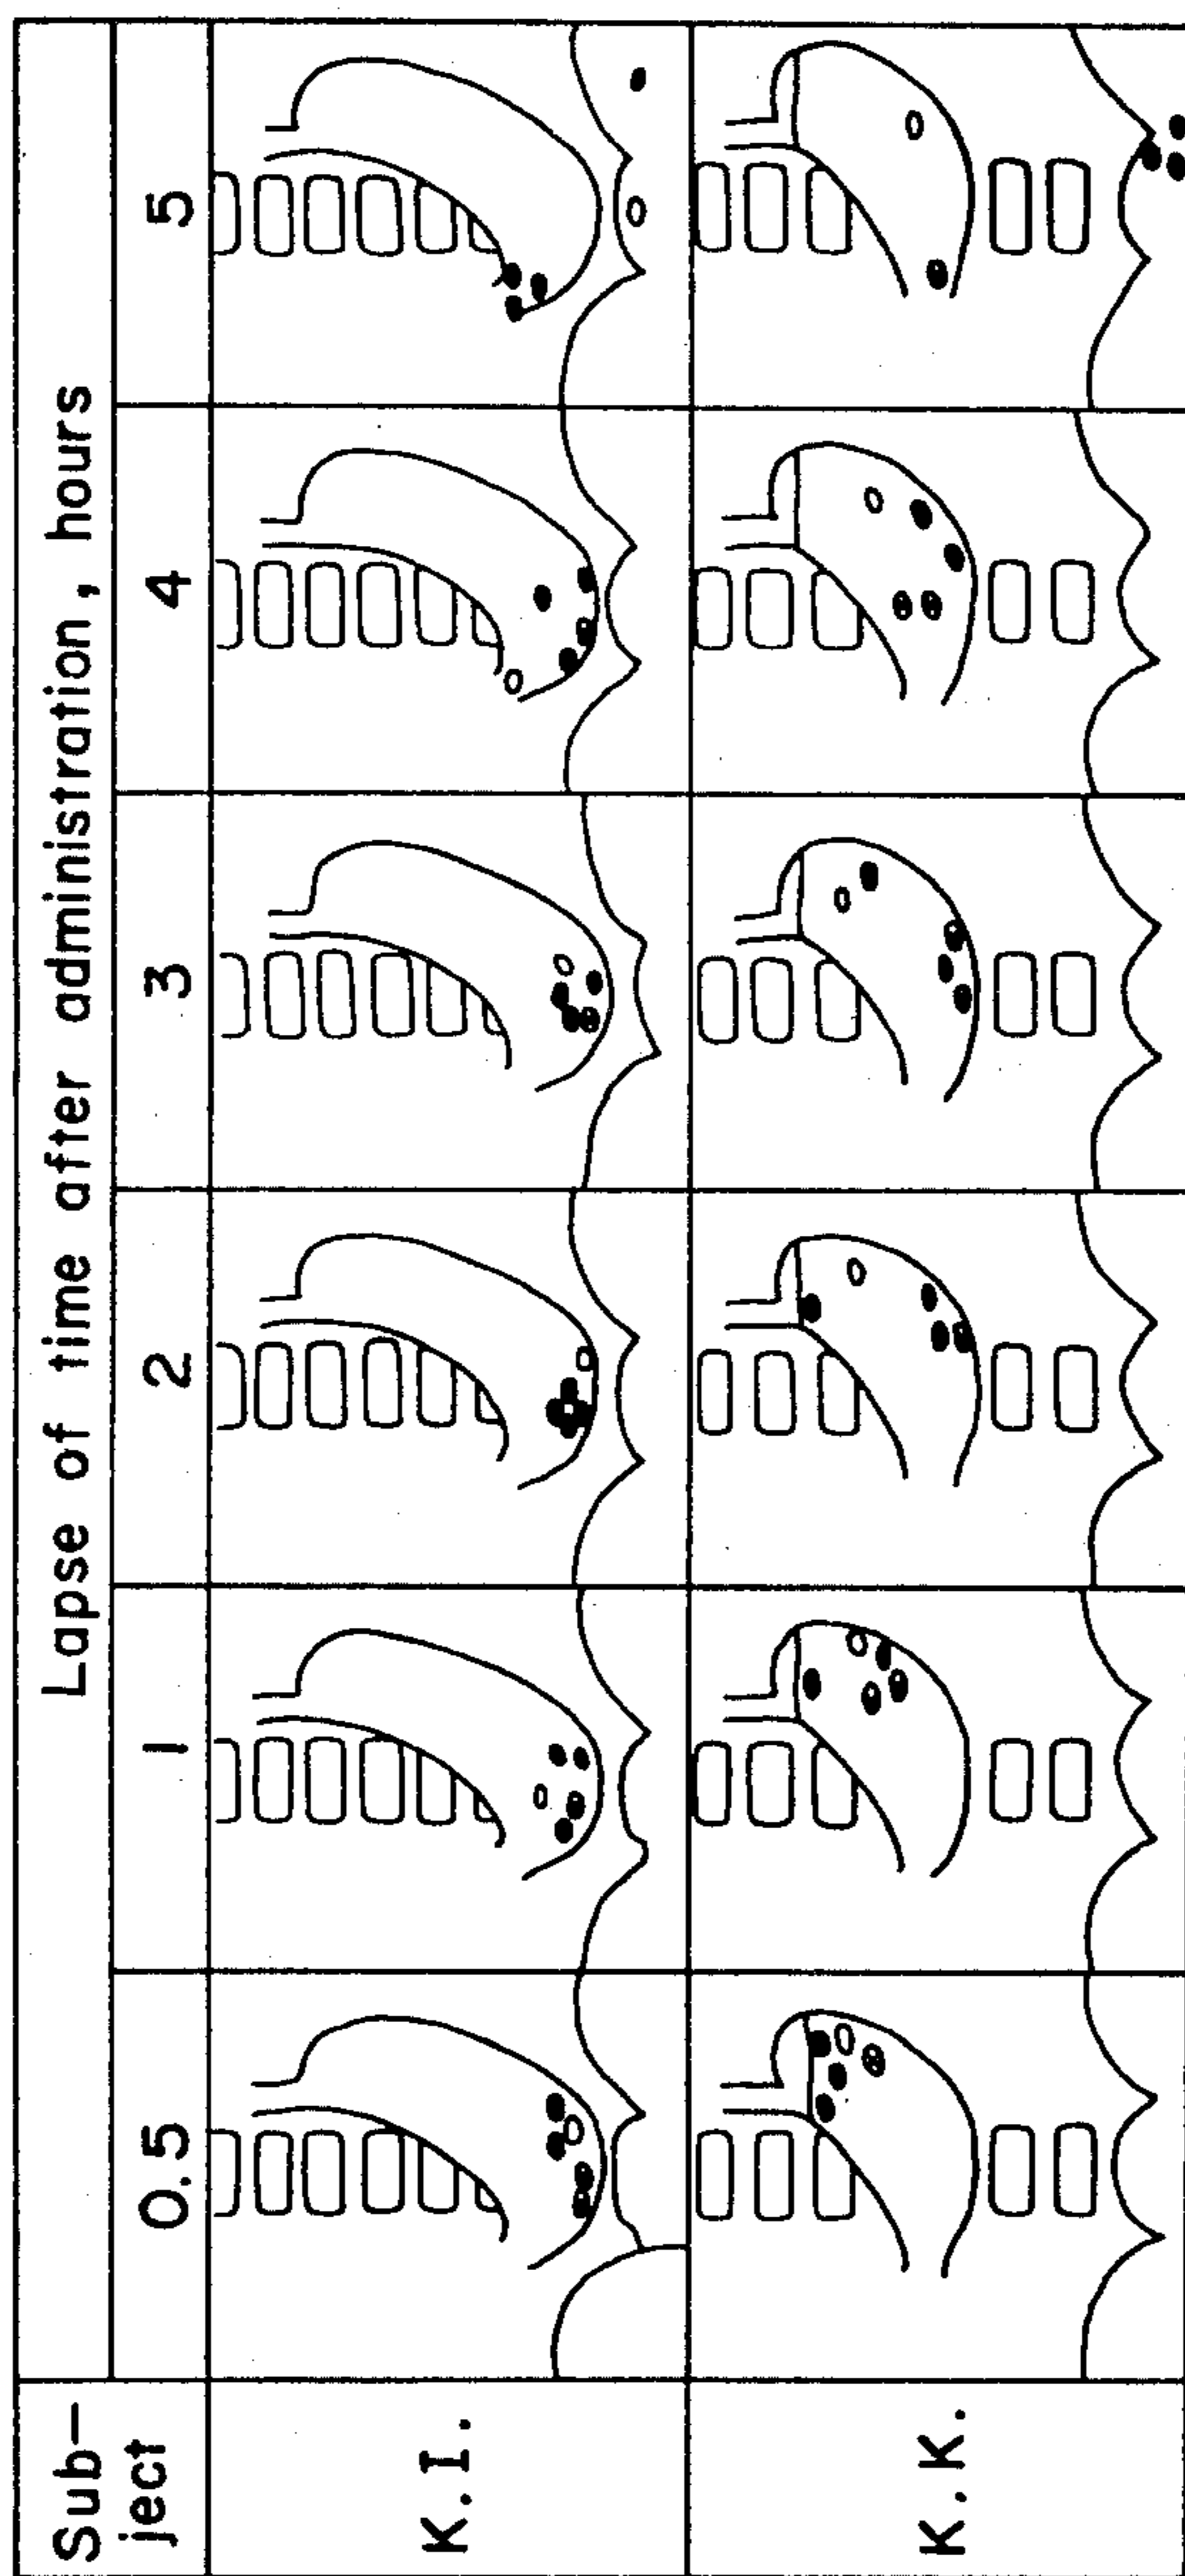 Sub-
ject
Lapse of time after administration, hours
0.5
1
2
3
4
5
K.I.
K.K.